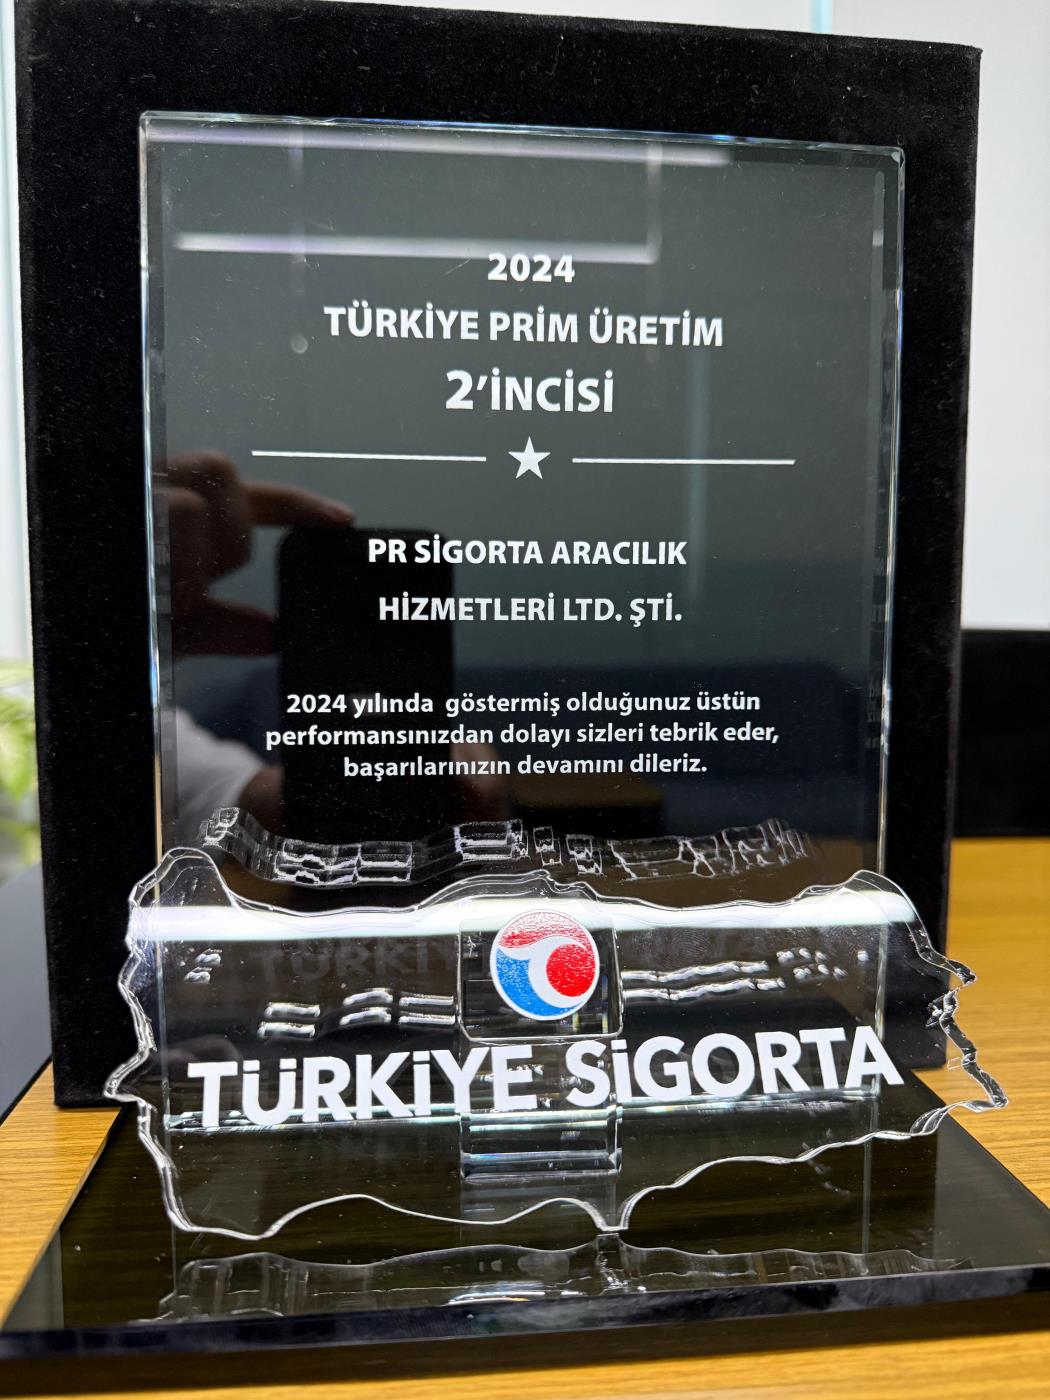 2024
TÜRKİYE PRİM ÜRETİM
2'İNCİSİ
PR SİGORTA ARACILIK
HİZMETLERİ LTD. ŞTİ.
2024 yılında göstermiş olduğunuz üstün
performansınızdan dolayı sizleri tebrik eder,
başarılarınızın devamını dileriz.
TÜRKİYE SİGORTA